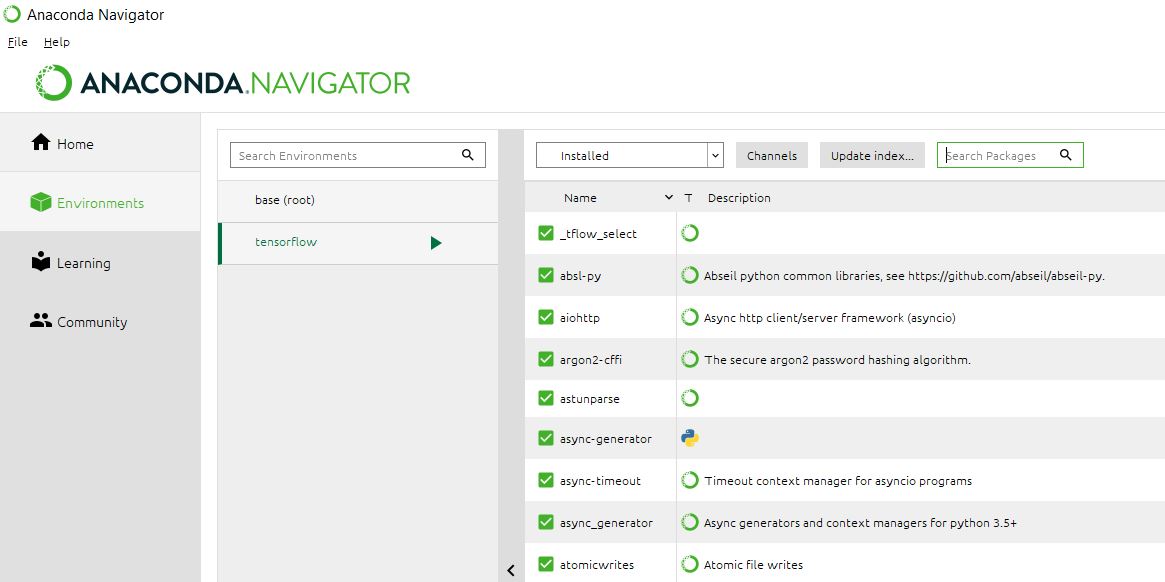 Anaconda Navigator
File Help
ANACONDA.NAVIGATOR
Home
Environments
Learning
Community
Search Environments
base (root)
tensorflow
Installed Channels Update index... Search Packages
Name T Description
_tflow_select
absl-py Abseil python common libraries, see https://github.com/abseil/abseil-py.
aiohttp Async http client/server framework (asyncio)
argon2-cffi The secure argon2 password hashing algorithm.
astunparse
async-generator
async-timeout Timeout context manager for asyncio programs
async_generator Async generators and context managers for python 3.5+
atomicwrites Atomic file writes